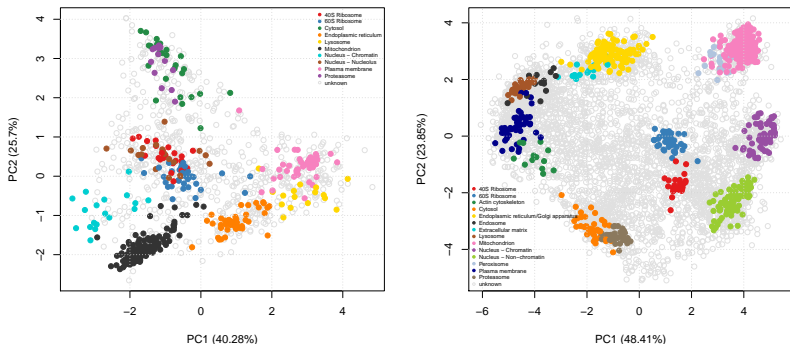 4
3
2
1
0
−1
−2
PC2 (25.7%)
−2
0
2
4
PC1 (40.28%)
40S Ribosome
60S Ribosome
Cytosol
Endoplasmic reticulum
Lysosome
Mitochondrion
Nucleus − Chromatin
Nucleus − Nucleolus
Plasma membrane
Proteasome
unknown
4
2
0
−2
−4
PC2 (23.85%)
−6
−4
−2
0
2
4
PC1 (48.41%)
40S Ribosome
60S Ribosome
Actin cytoskeleton
Cytosol
Endoplasmic reticulum/Golgi apparatus
Endosome
Extracellular matrix
Lysosome
Mitochondrion
Nucleus − Chromatin
Nucleus − Non−chromatin
Peroxisome
Plasma membrane
Proteasome
unknown